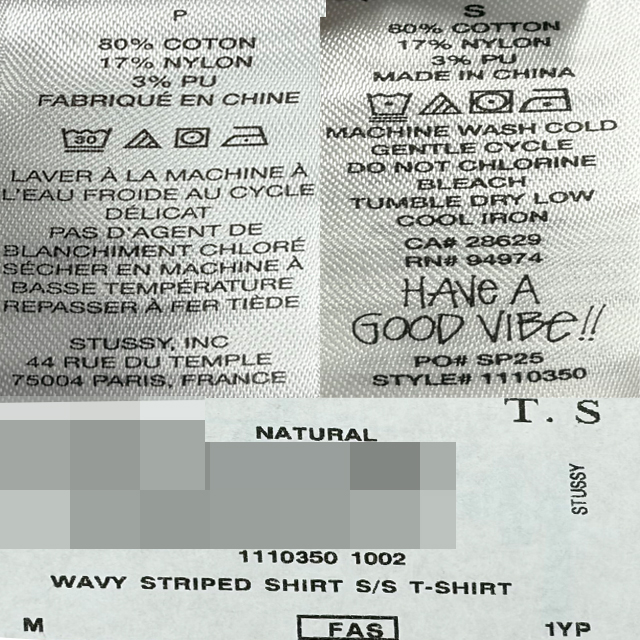 P
80% COTON
17% NYLON
3% PU
FABRIQUÉ EN CHINE
30
LAVER À LA MACHINE À
L'EAU FROIDE AU CYCLE
DÉLICAT
PAS D'AGENT DE
BLANCHIMENT CHLORÉ
SÉCHER EN MACHINE À
BASSE TEMPÉRATURE
REPASSER À FER TIÈDE
STUSSY, INC
44 RUE DU TEMPLE
75004 PARIS, FRANCE
S
80% COTTON
17% NYLON
3% PU
MADE IN CHINA
MACHINE WASH COLD
GENTLE CYCLE
DO NOT CHLORINE
BLEACH
TUMBLE DRY LOW
COOL IRON
CA# 28629
RN# 94974
HAVE A
GOOD VIBE!!
PO# SP25
STYLE# 1110350
T. S
NATURAL
STUSSY
1110350 1002
WAVY STRIPED SHIRT S/S T-SHIRT
M
FAS
1YP